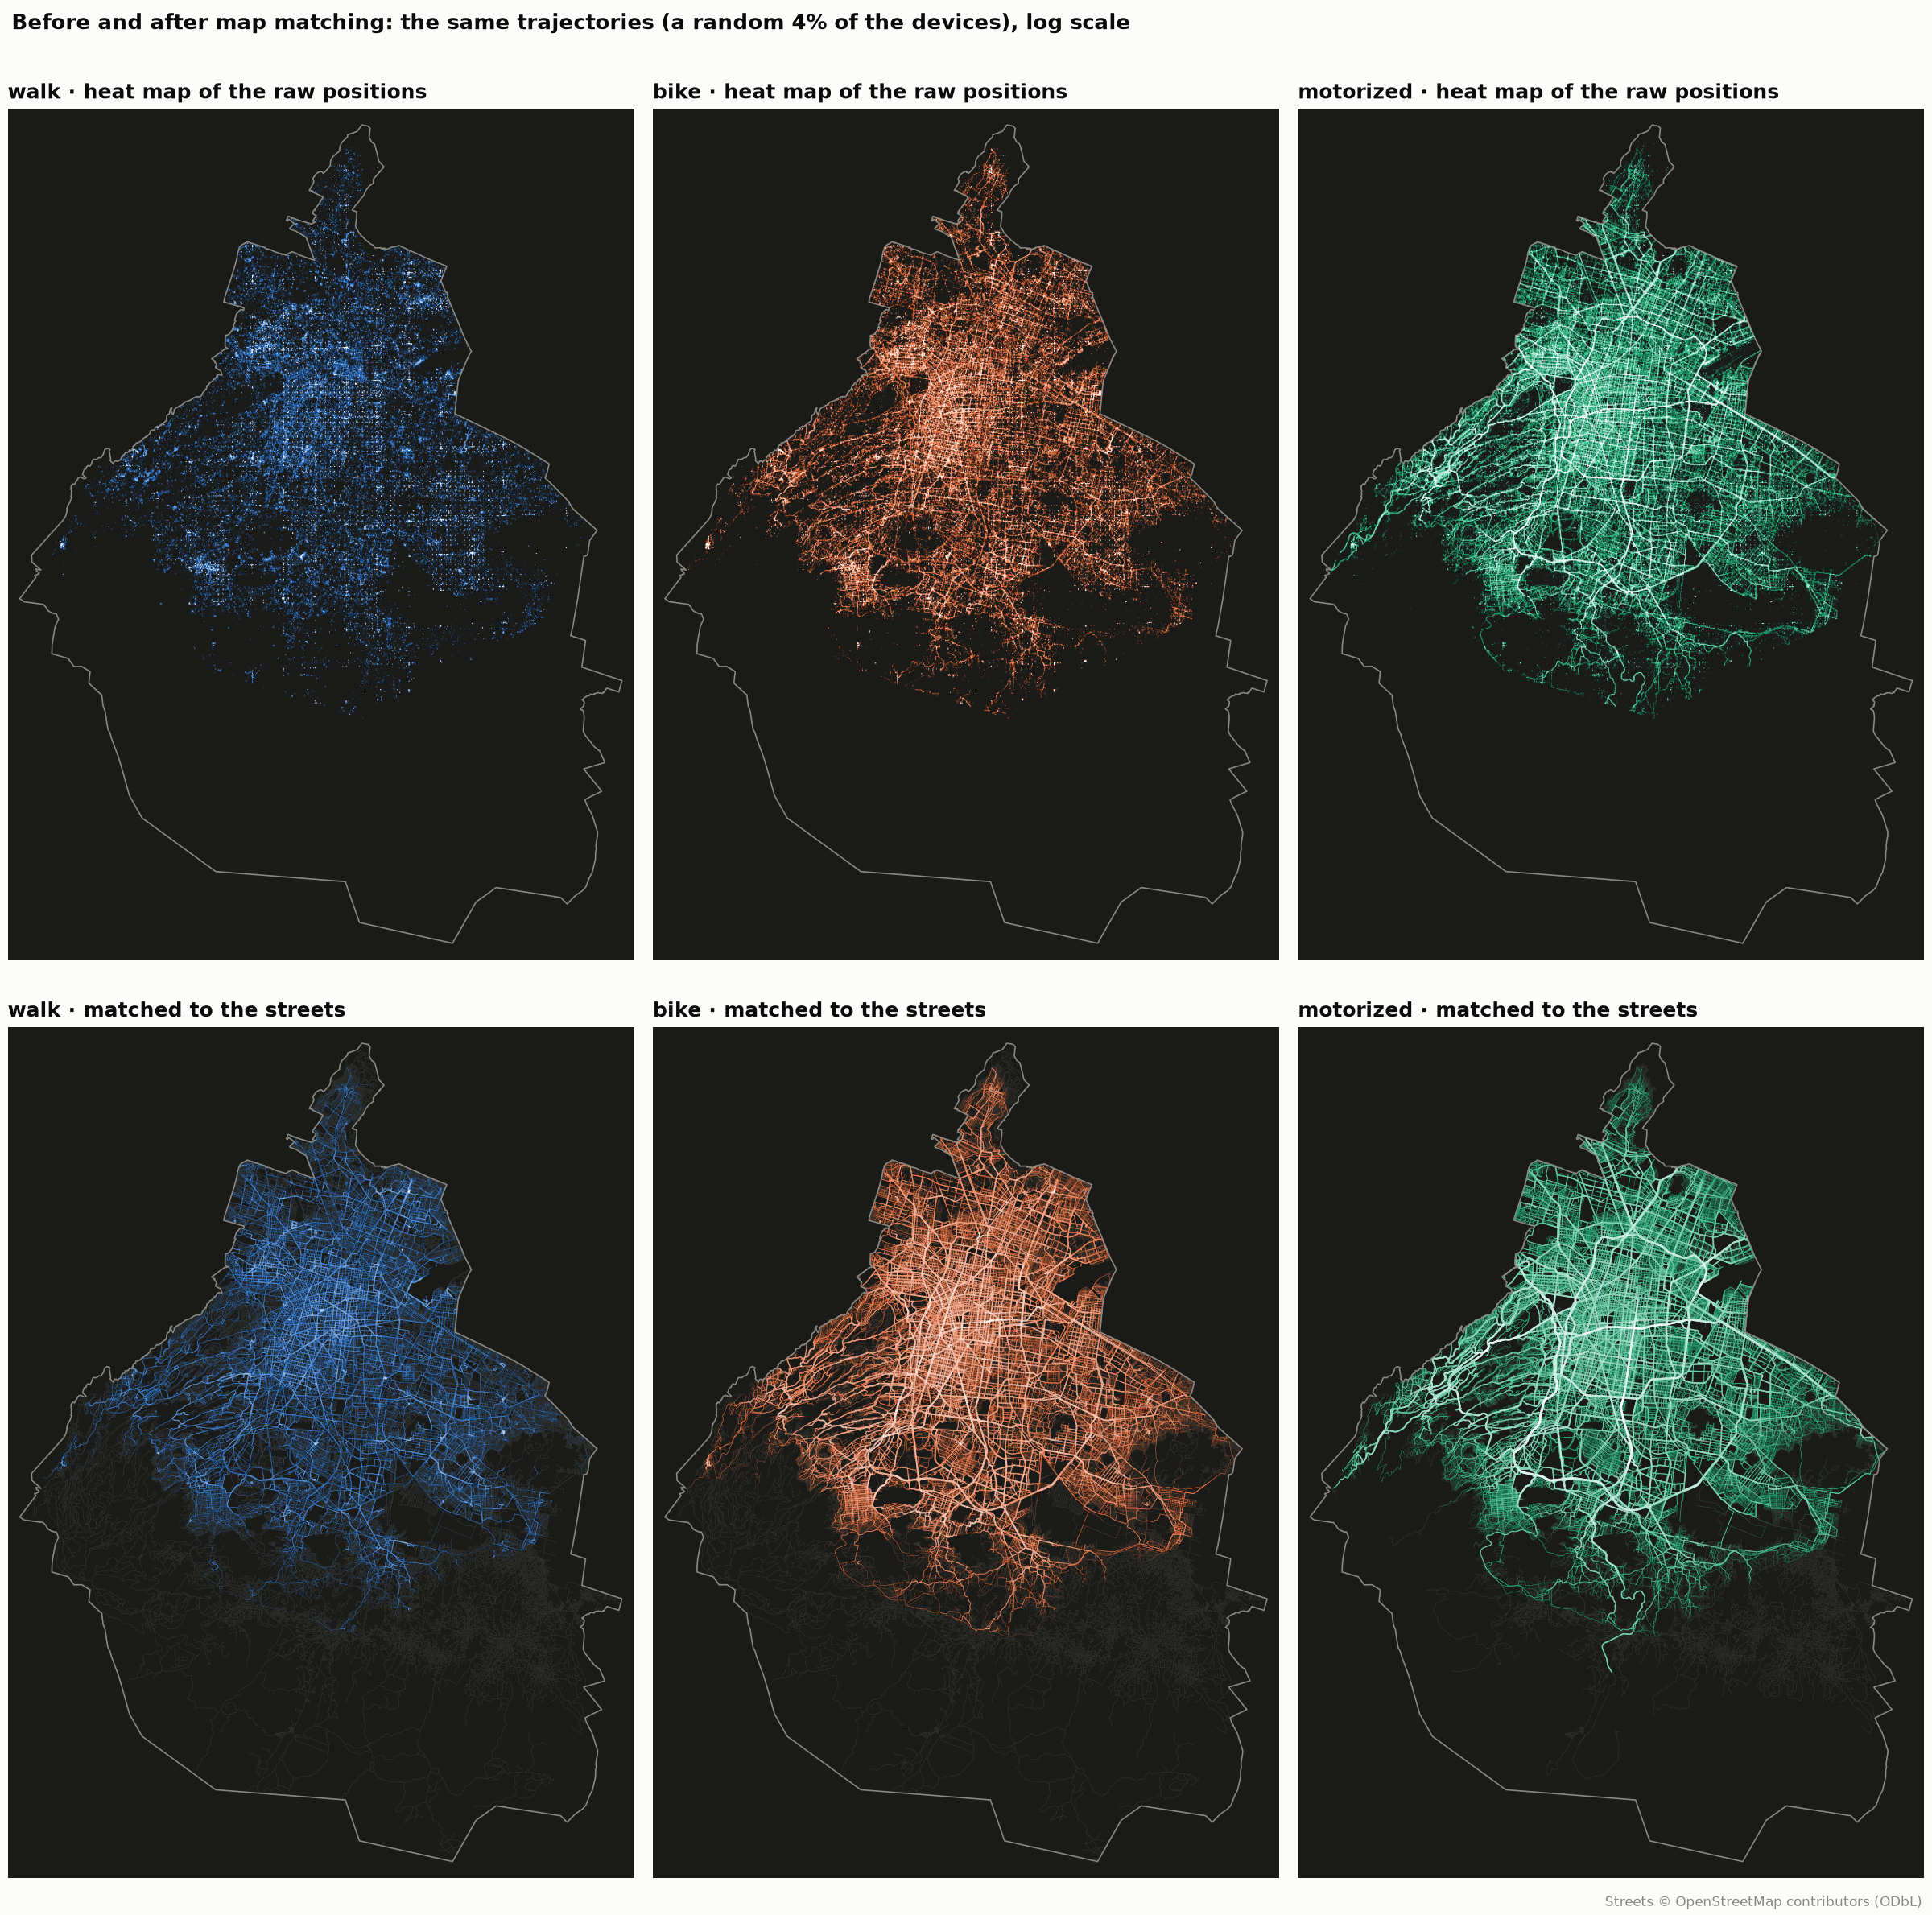 Before and after map matching: the same trajectories (a random 4% of the devices), log scale
walk · heat map of the raw positions
bike · heat map of the raw positions
motorized · heat map of the raw positions
walk · matched to the streets
bike · matched to the streets
motorized · matched to the streets
Streets © OpenStreetMap contributors (ODbL)